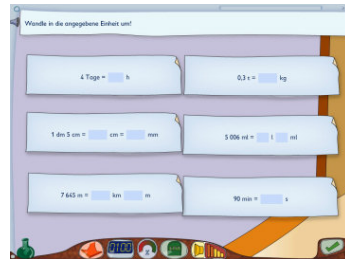 Wandle in die angegebene Einheit um!
4 Tage = h
0,3 t = kg
1 dm 5 cm = cm = mm
5 006 ml = l ml
7 645 m = km m
90 min = s
0100